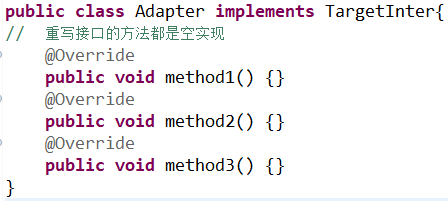 public class Adapter implements TargetInter{
//  重写接口的方法都是空实现
    @Override
    public void method1() {}
    @Override
    public void method2() {}
    @Override
    public void method3() {}
}